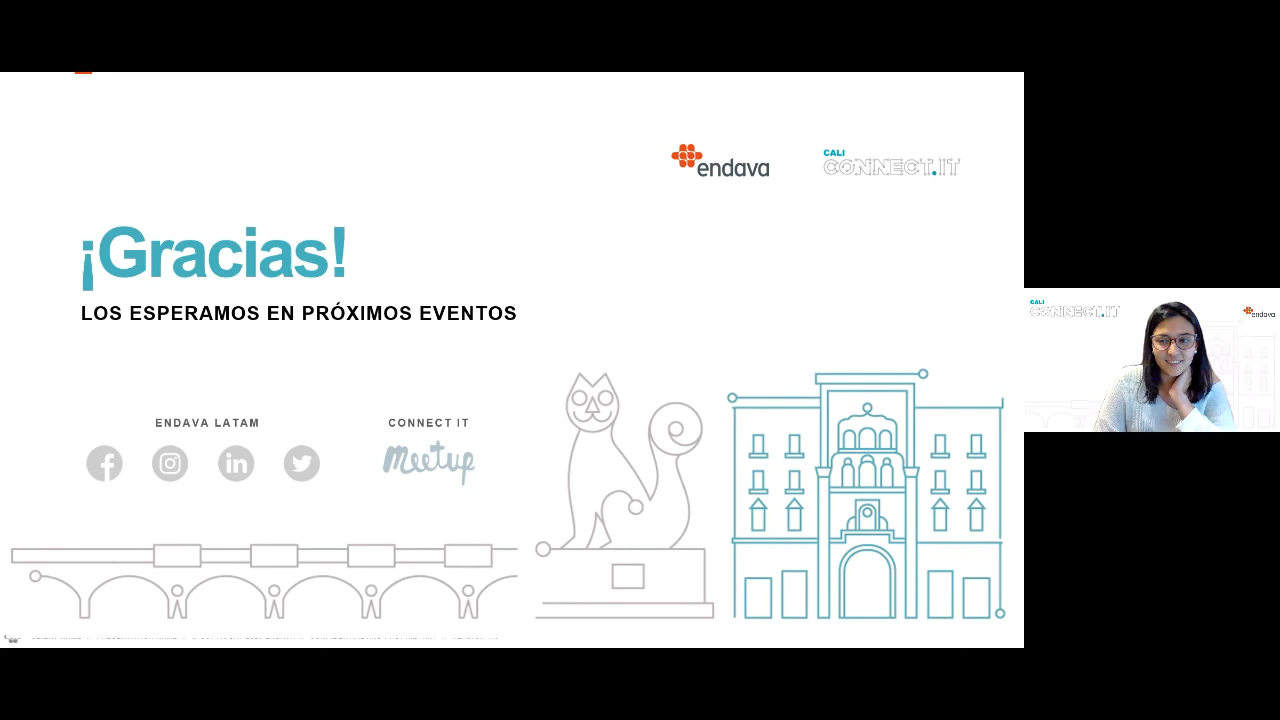 endava
CALI
CONNECT.IT
¡Gracias!
LOS ESPERAMOS EN PRÓXIMOS EVENTOS
ENDAVA LATAM
CONNECT IT
Meetup
CALI
CONNECT.IT
endava